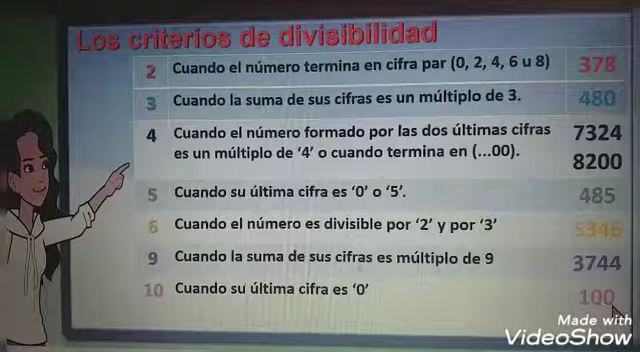 Los criterios de divisibilidad
2 Cuando el número termina en cifra par (0, 2, 4, 6 u 8) 378
3 Cuando la suma de sus cifras es un múltiplo de 3. 480
4 Cuando el número formado por las dos últimas cifras 7324
es un múltiplo de '4' o cuando termina en (...00). 8200
5 Cuando su última cifra es '0' o '5'. 485
6 Cuando el número es divisible por '2' y por '3' 5346
9 Cuando la suma de sus cifras es múltiplo de 9 3744
10 Cuando su última cifra es '0' 100
Made with
VideoShow